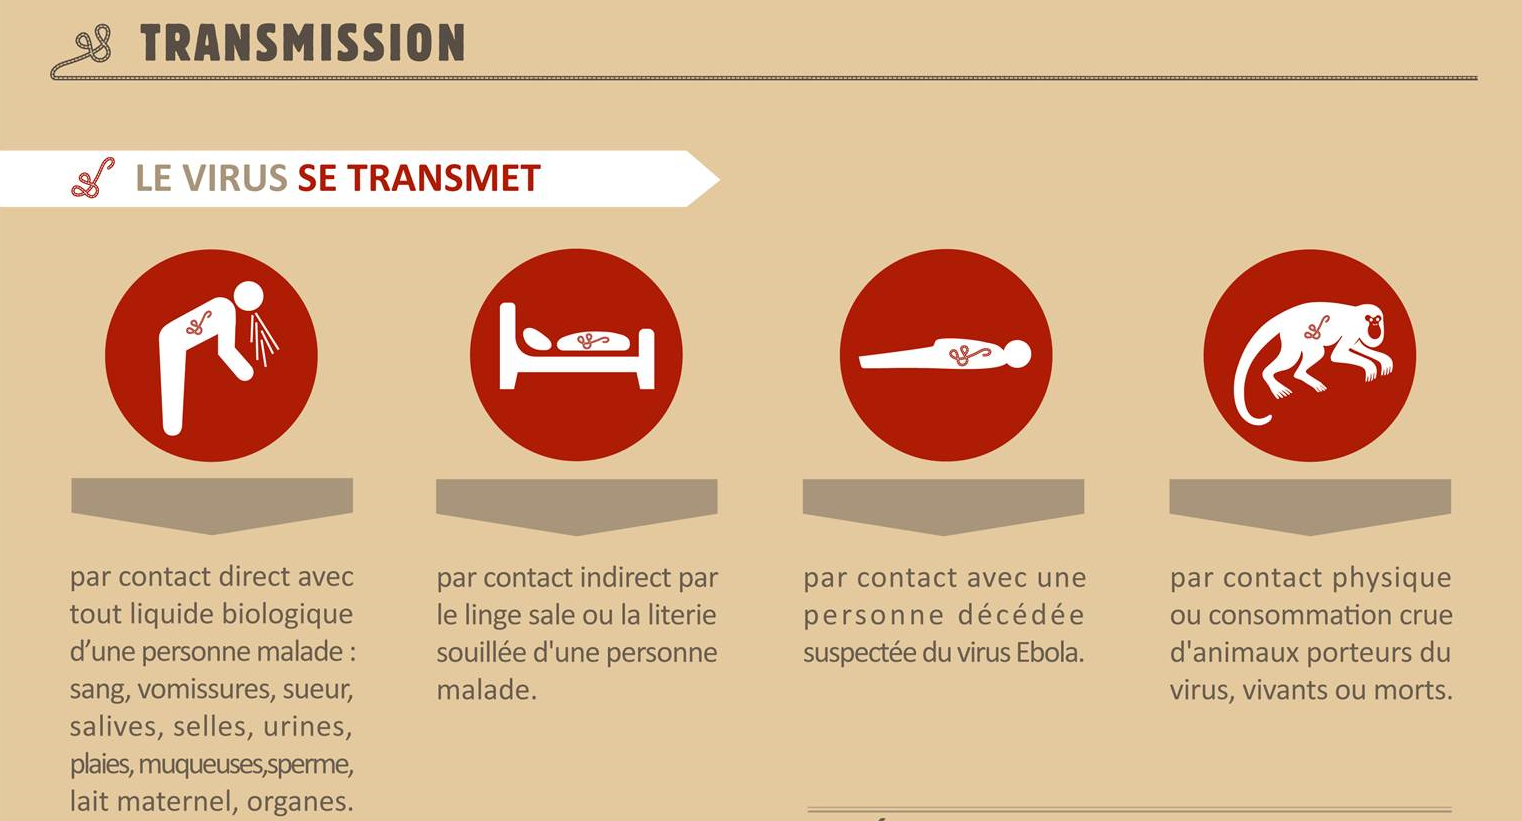 TRANSMISSION
LE VIRUS SE TRANSMET
par contact direct avec
tout liquide biologique
d’une personne malade :
sang, vomissures, sueur,
salives, selles, urines,
plaies, muqueuses,sperme,
lait maternel, organes.
par contact indirect par
le linge sale ou la literie
souillée d'une personne
malade.
par contact avec une
personne décédée
suspectée du virus Ebola.
par contact physique
ou consommation crue
d'animaux porteurs du
virus, vivants ou morts.